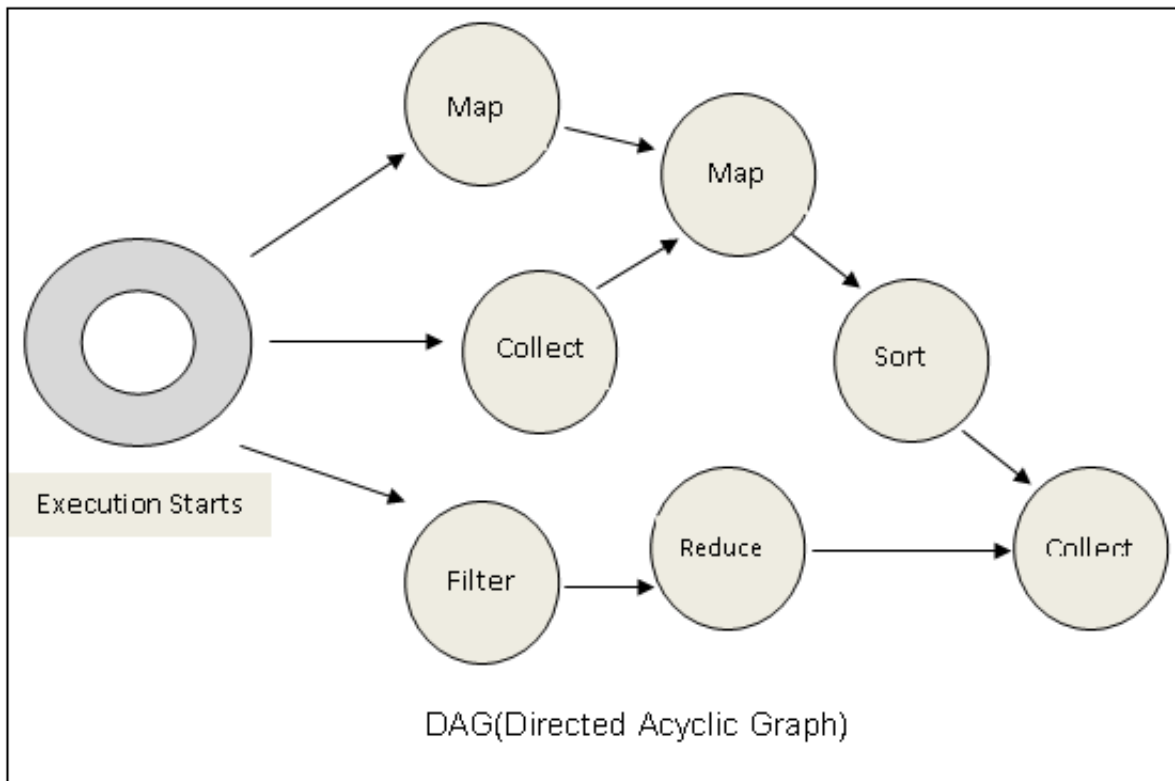 Map
Map
Collect
Sort
Execution Starts
Filter
Reduce
Collect
DAG(Directed Acyclic Graph)